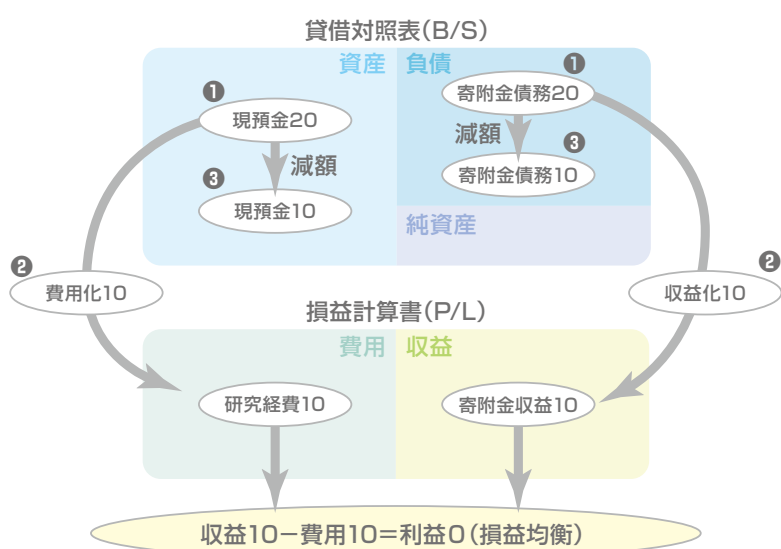 貸借対照表(B/S)
資産 負債
❶ ❶
現預金20 寄附金債務20
減額 減額
❸ ❸
現預金10 寄附金債務10
純資産
❷ ❷
費用化10 収益化10
損益計算書(P/L)
費用 収益
研究経費10 寄附金収益10
収益10−費用10=利益0(損益均衡)